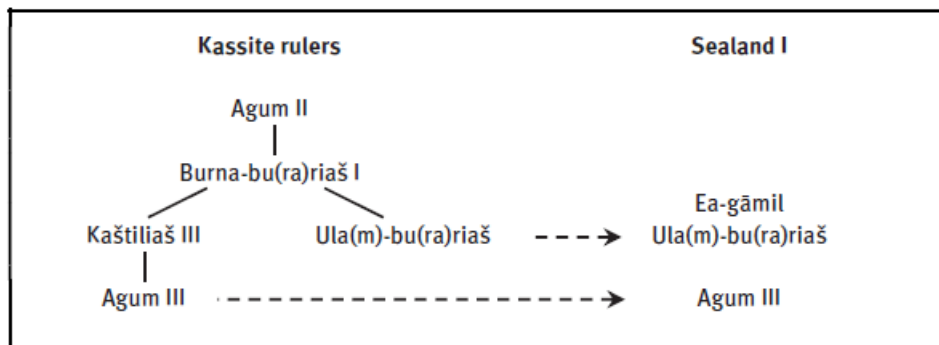 Kassite rulers Sealand I
Agum II
Burna-bu(ra)riaš I
Ea-gāmil
Kaštiliaš III Ula(m)-bu(ra)riaš Ula(m)-bu(ra)riaš
Agum III Agum III